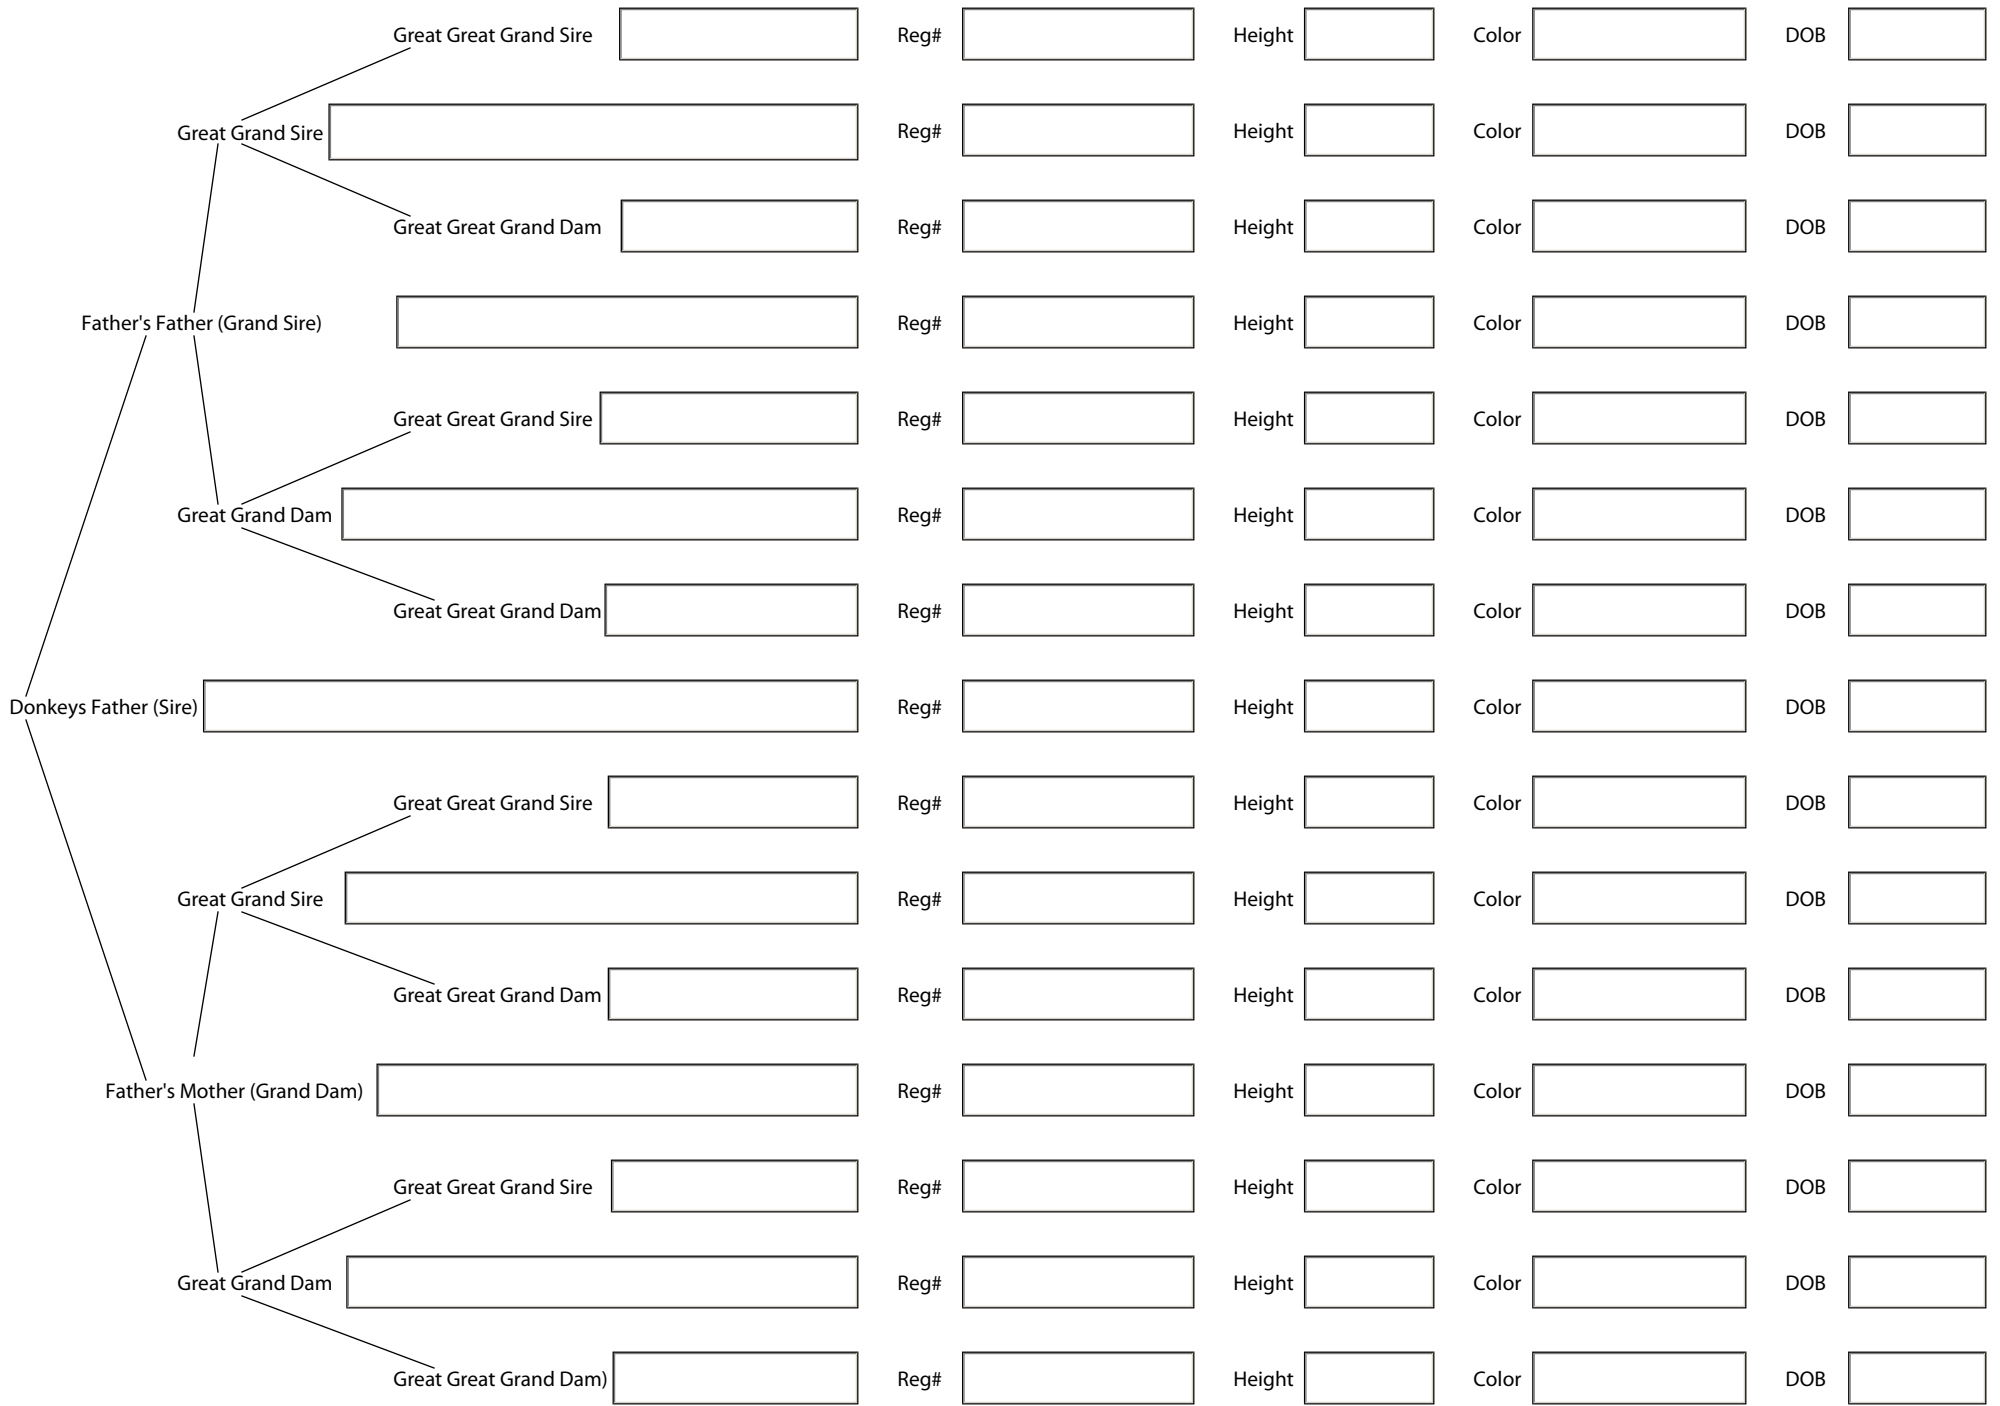 Great Great Grand Sire Reg# Height Color DOB
Great Grand Sire Reg# Height Color DOB
Great Great Grand Dam Reg# Height Color DOB
Father's Father (Grand Sire) Reg# Height Color DOB
Great Great Grand Sire Reg# Height Color DOB
Great Grand Dam Reg# Height Color DOB
Great Great Grand Dam Reg# Height Color DOB
Donkeys Father (Sire) Reg# Height Color DOB
Great Great Grand Sire Reg# Height Color DOB
Great Grand Sire Reg# Height Color DOB
Great Great Grand Dam Reg# Height Color DOB
Father's Mother (Grand Dam) Reg# Height Color DOB
Great Great Grand Sire Reg# Height Color DOB
Great Grand Dam Reg# Height Color DOB
Great Great Grand Dam) Reg# Height Color DOB